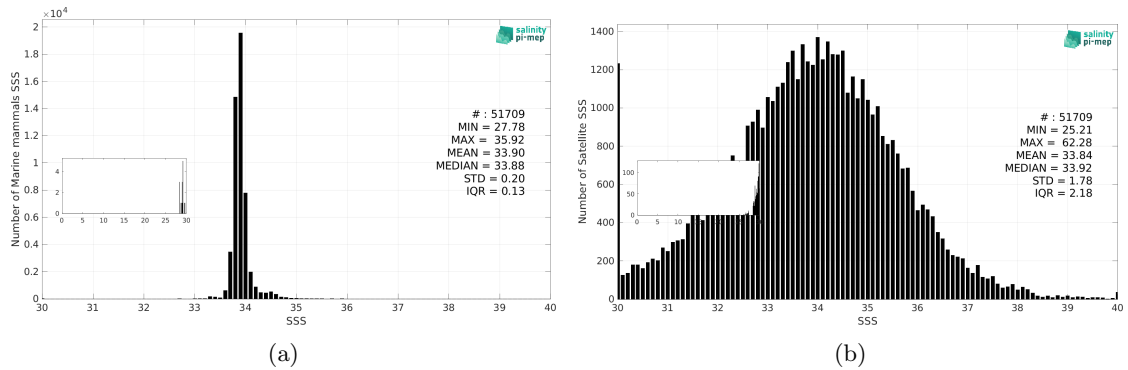 ×10⁴
2
1.8
1.6
1.4
1.2
1
0.8
0.6
0.4
0.2
0
Number of Marine mammals SSS
salinity
pi-mep
# : 51709
MIN = 27.78
MAX = 35.92
MEAN = 33.90
MEDIAN = 33.88
STD = 0.20
IQR = 0.13
4
2
0
0 5 10 15 20 25 30
30 31 32 33 34 35 36 37 38 39 40
SSS
(a)
1400
1200
1000
800
600
400
200
0
Number of Satellite SSS
salinity
pi-mep
# : 51709
MIN = 25.21
MAX = 62.28
MEAN = 33.84
MEDIAN = 33.92
STD = 1.78
IQR = 2.18
100
50
0
0 5 10 15 20
30 31 32 33 34 35 36 37 38 39 40
SSS
(b)